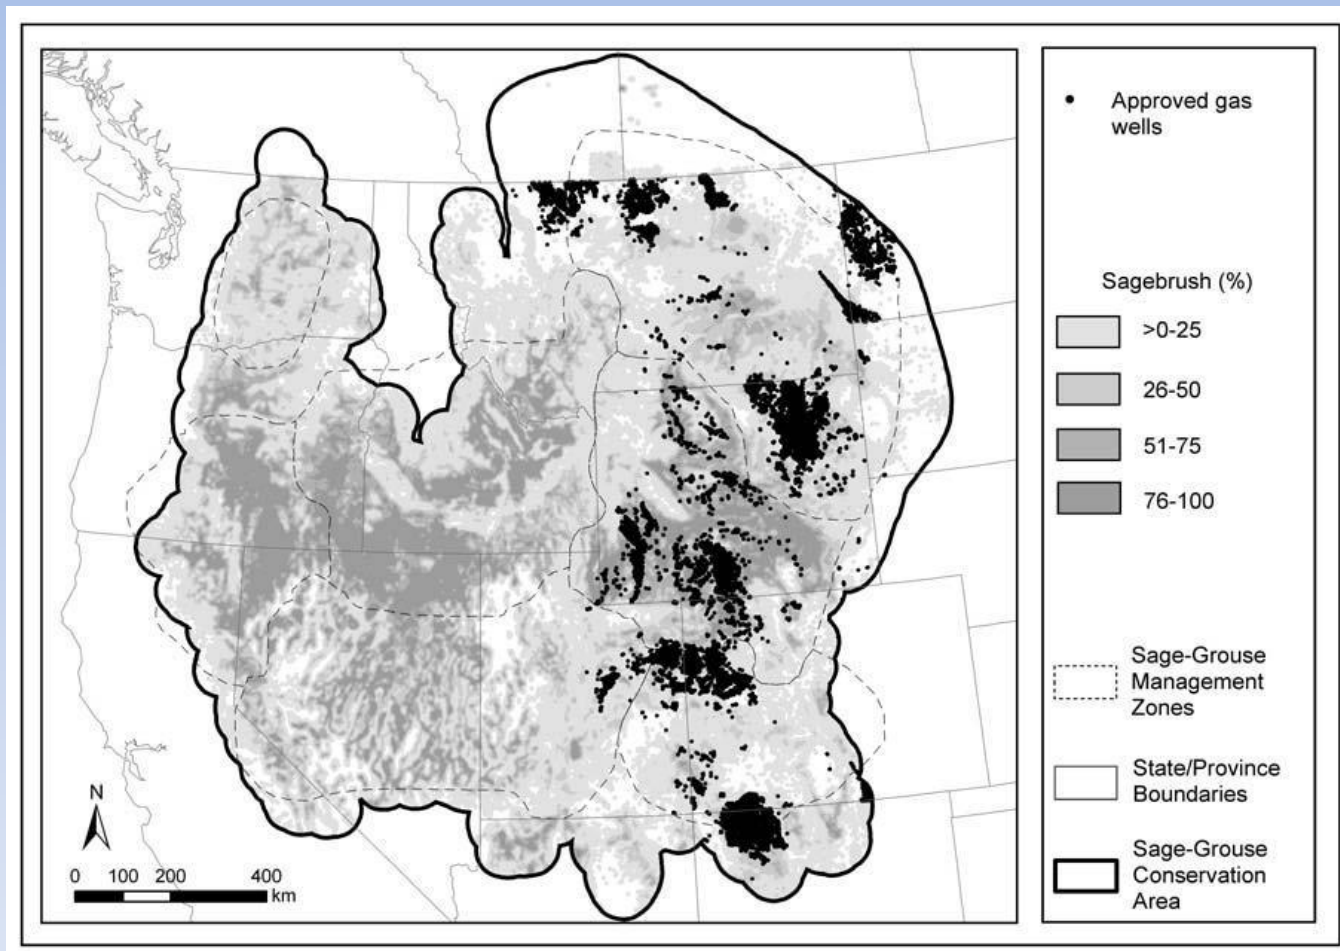 Approved gas
wells
Sagebrush (%)
>0-25
26-50
51-75
76-100
Sage-Grouse
Management
Zones
State/Province
Boundaries
Sage-Grouse
Conservation
Area
N
0 100 200 400
km